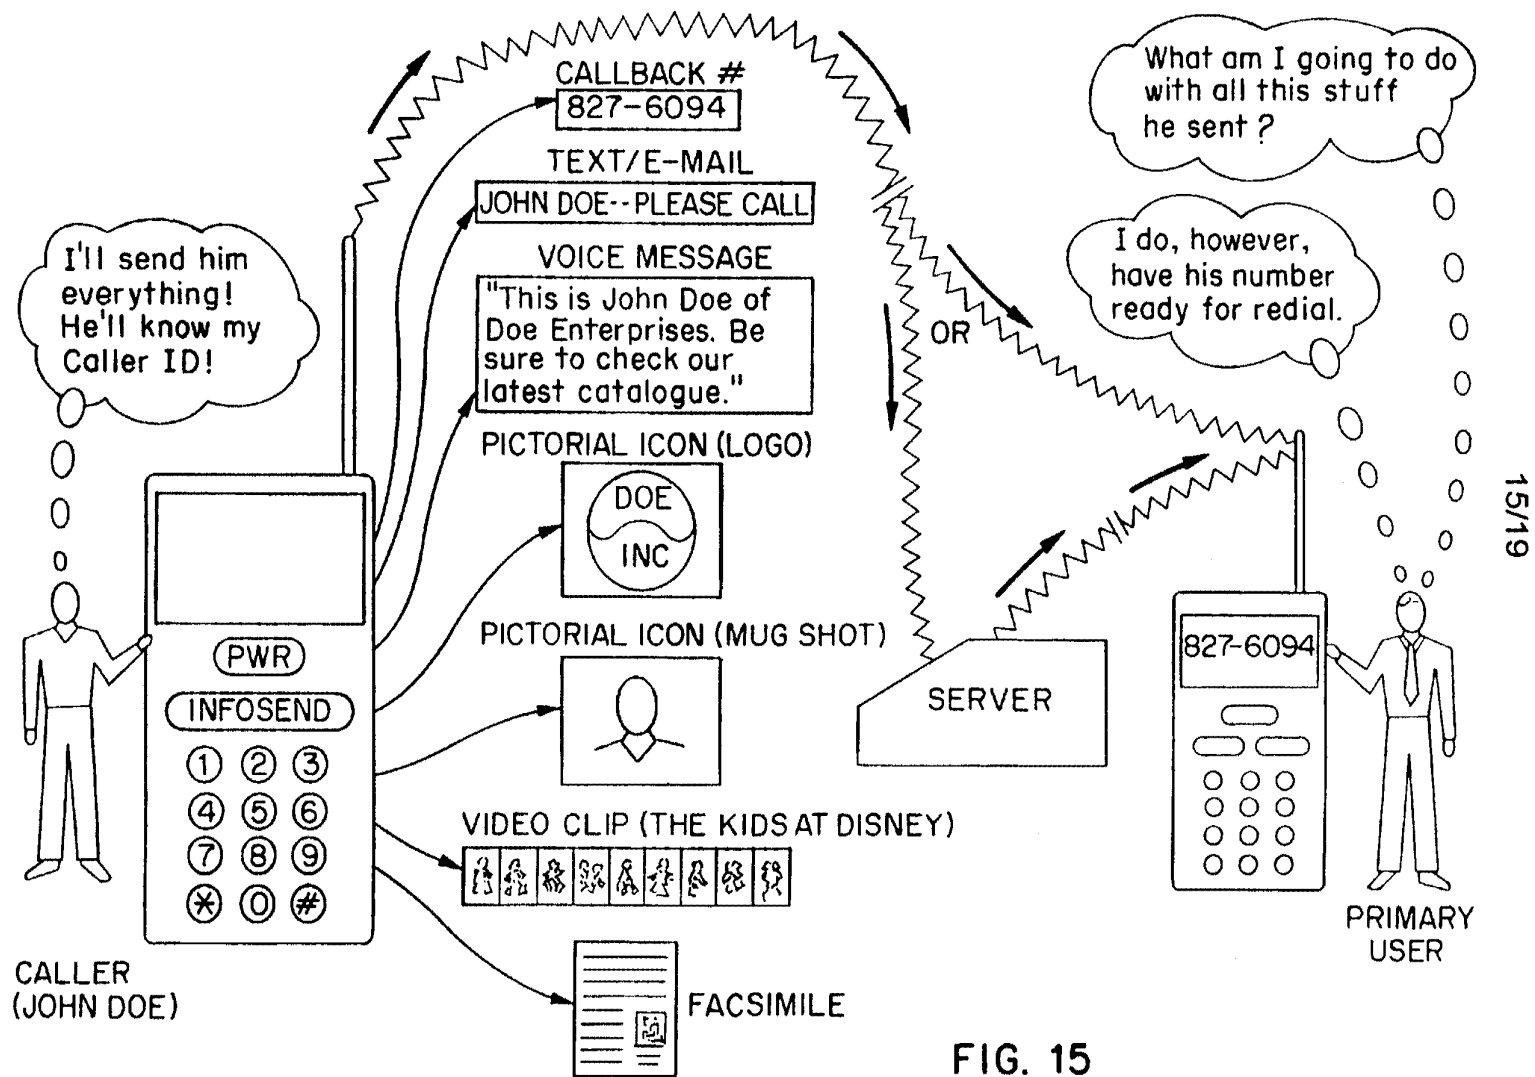 What am I going to do
with all this stuff
he sent ?
I do, however,
have his number
ready for redial.
I'll send him
everything!
He'll know my
Caller ID!
CALLBACK #
827-6094
TEXT/E-MAIL
JOHN DOE--PLEASE CALL
VOICE MESSAGE
"This is John Doe of
Doe Enterprises. Be
sure to check our
latest catalogue."
PICTORIAL ICON (LOGO)
DOE
INC
PICTORIAL ICON (MUG SHOT)
VIDEO CLIP (THE KIDS AT DISNEY)
FACSIMILE
OR
SERVER
PWR
INFOSEND
1 2 3
4 5 6
7 8 9
* 0 #
CALLER
(JOHN DOE)
827-6094
PRIMARY
USER
15/19
FIG. 15